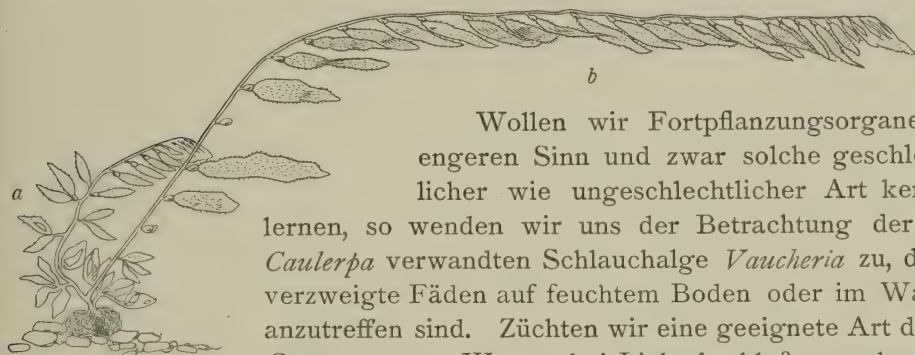 b
a
Wollen wir Fortpflanzungsorgane
engeren Sinn und zwar solche geschle
licher wie ungeschlechtlicher Art ken
lernen, so wenden wir uns der Betrachtung der
Caulerpa verwandten Schlauchalge Vaucheria zu, d
verzweigte Fäden auf feuchtem Boden oder im Wa
anzutreffen sind. Züchten wir eine geeignete Art d